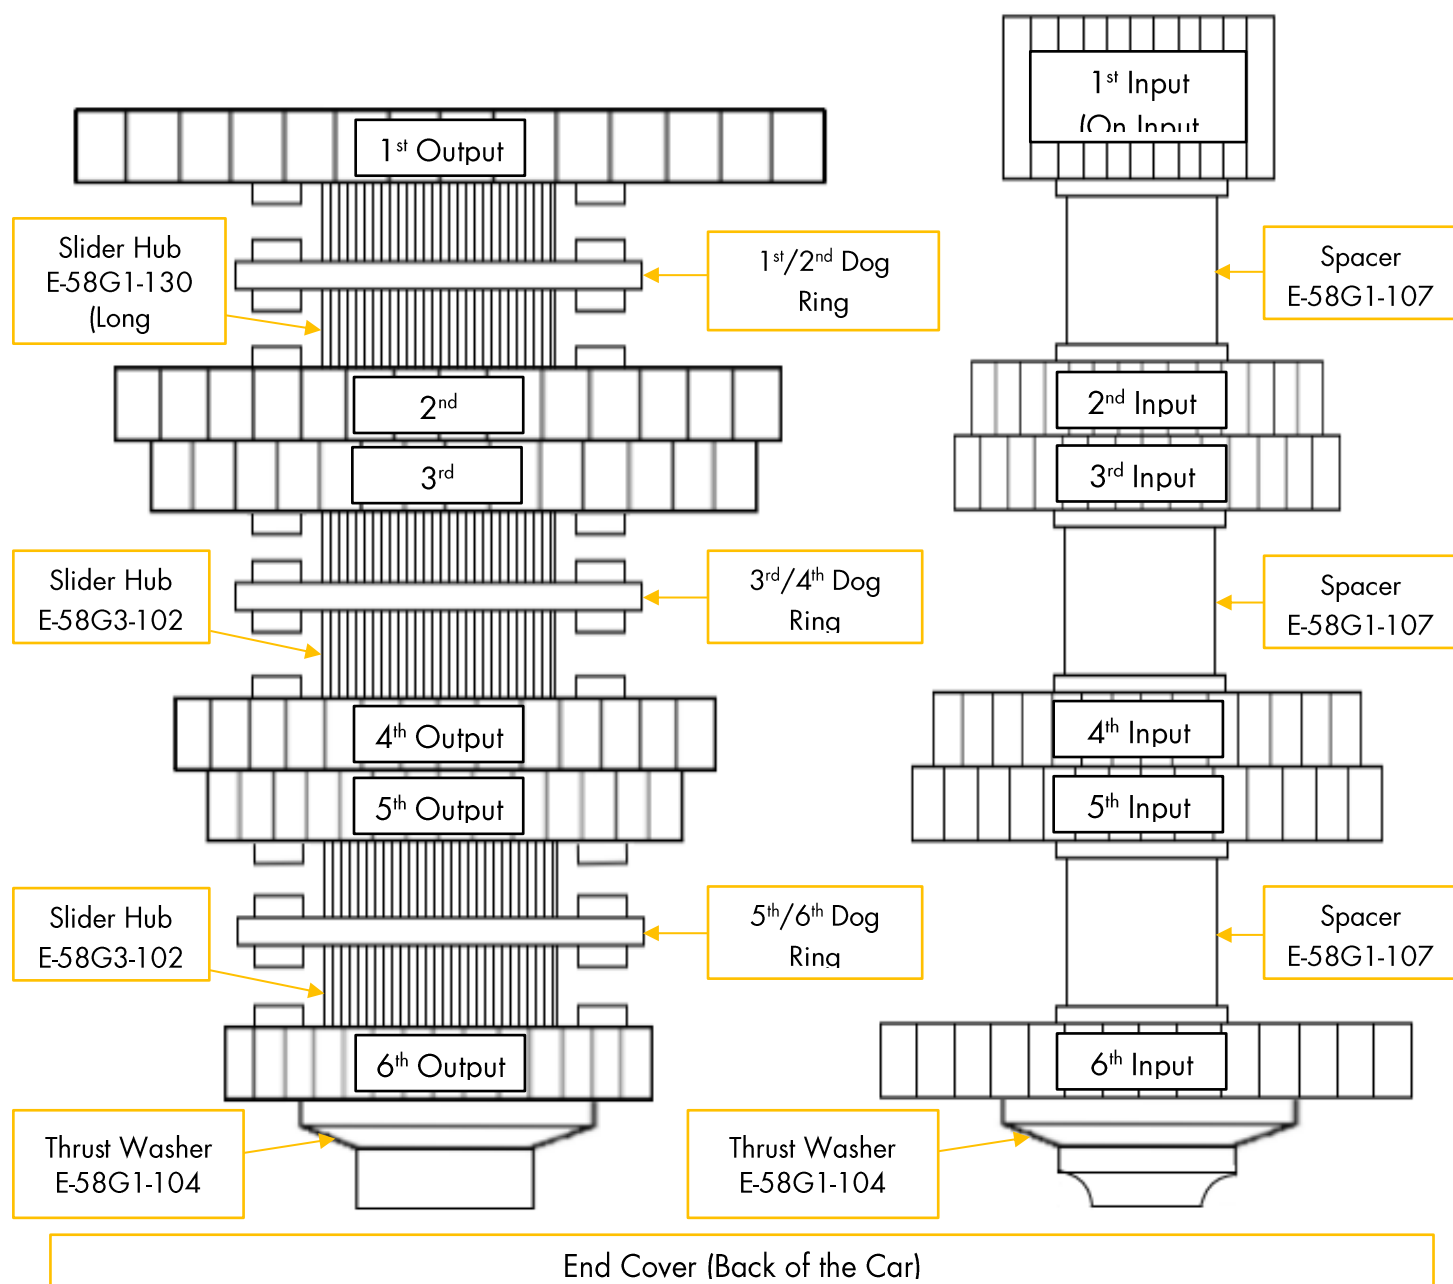 1st Input
(On Input
1st Output
Slider Hub
E-58G1-130
(Long
1st/2nd Dog
Ring
Spacer
E-58G1-107
2nd
2nd Input
3rd
3rd Input
Slider Hub
E-58G3-102
3rd/4th Dog
Ring
Spacer
E-58G1-107
4th Output
4th Input
5th Output
5th Input
Slider Hub
E-58G3-102
5th/6th Dog
Ring
Spacer
E-58G1-107
6th Output
6th Input
Thrust Washer
E-58G1-104
Thrust Washer
E-58G1-104
End Cover (Back of the Car)